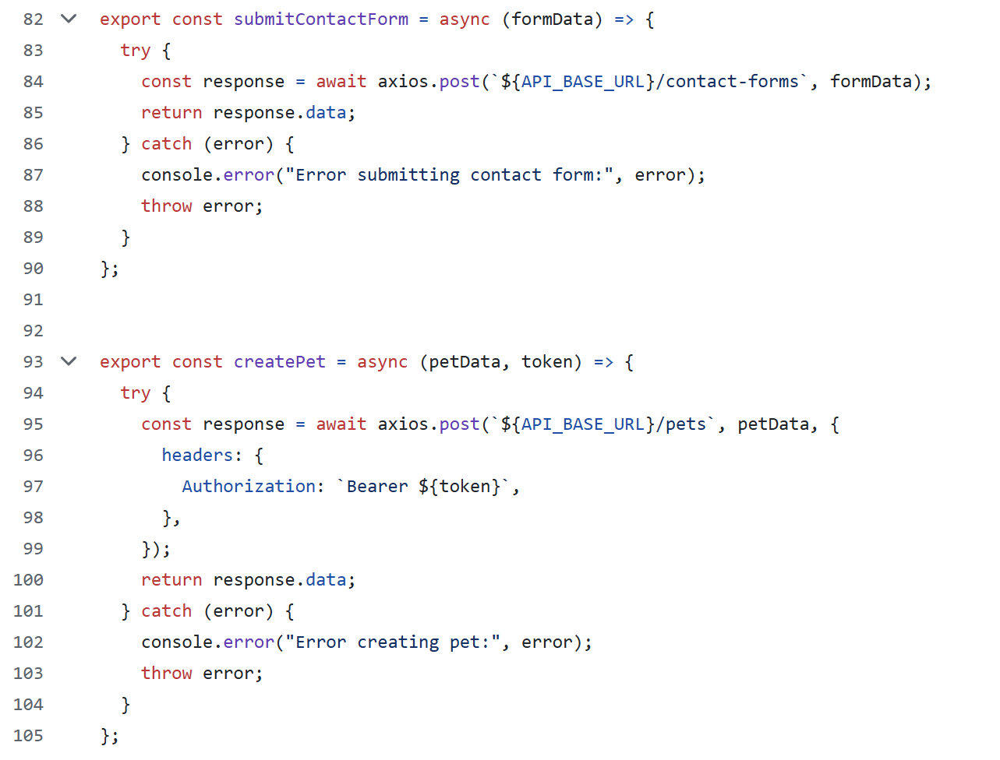 82 export const submitContactForm = async (formData) => {
83   try {
84     const response = await axios.post(`${API_BASE_URL}/contact-forms`, formData);
85     return response.data;
86   } catch (error) {
87     console.error("Error submitting contact form:", error);
88     throw error;
89   }
90 };
91
92
93 export const createPet = async (petData, token) => {
94   try {
95     const response = await axios.post(`${API_BASE_URL}/pets`, petData, {
96       headers: {
97         Authorization: `Bearer ${token}`,
98       },
99     });
100     return response.data;
101   } catch (error) {
102     console.error("Error creating pet:", error);
103     throw error;
104   }
105 };